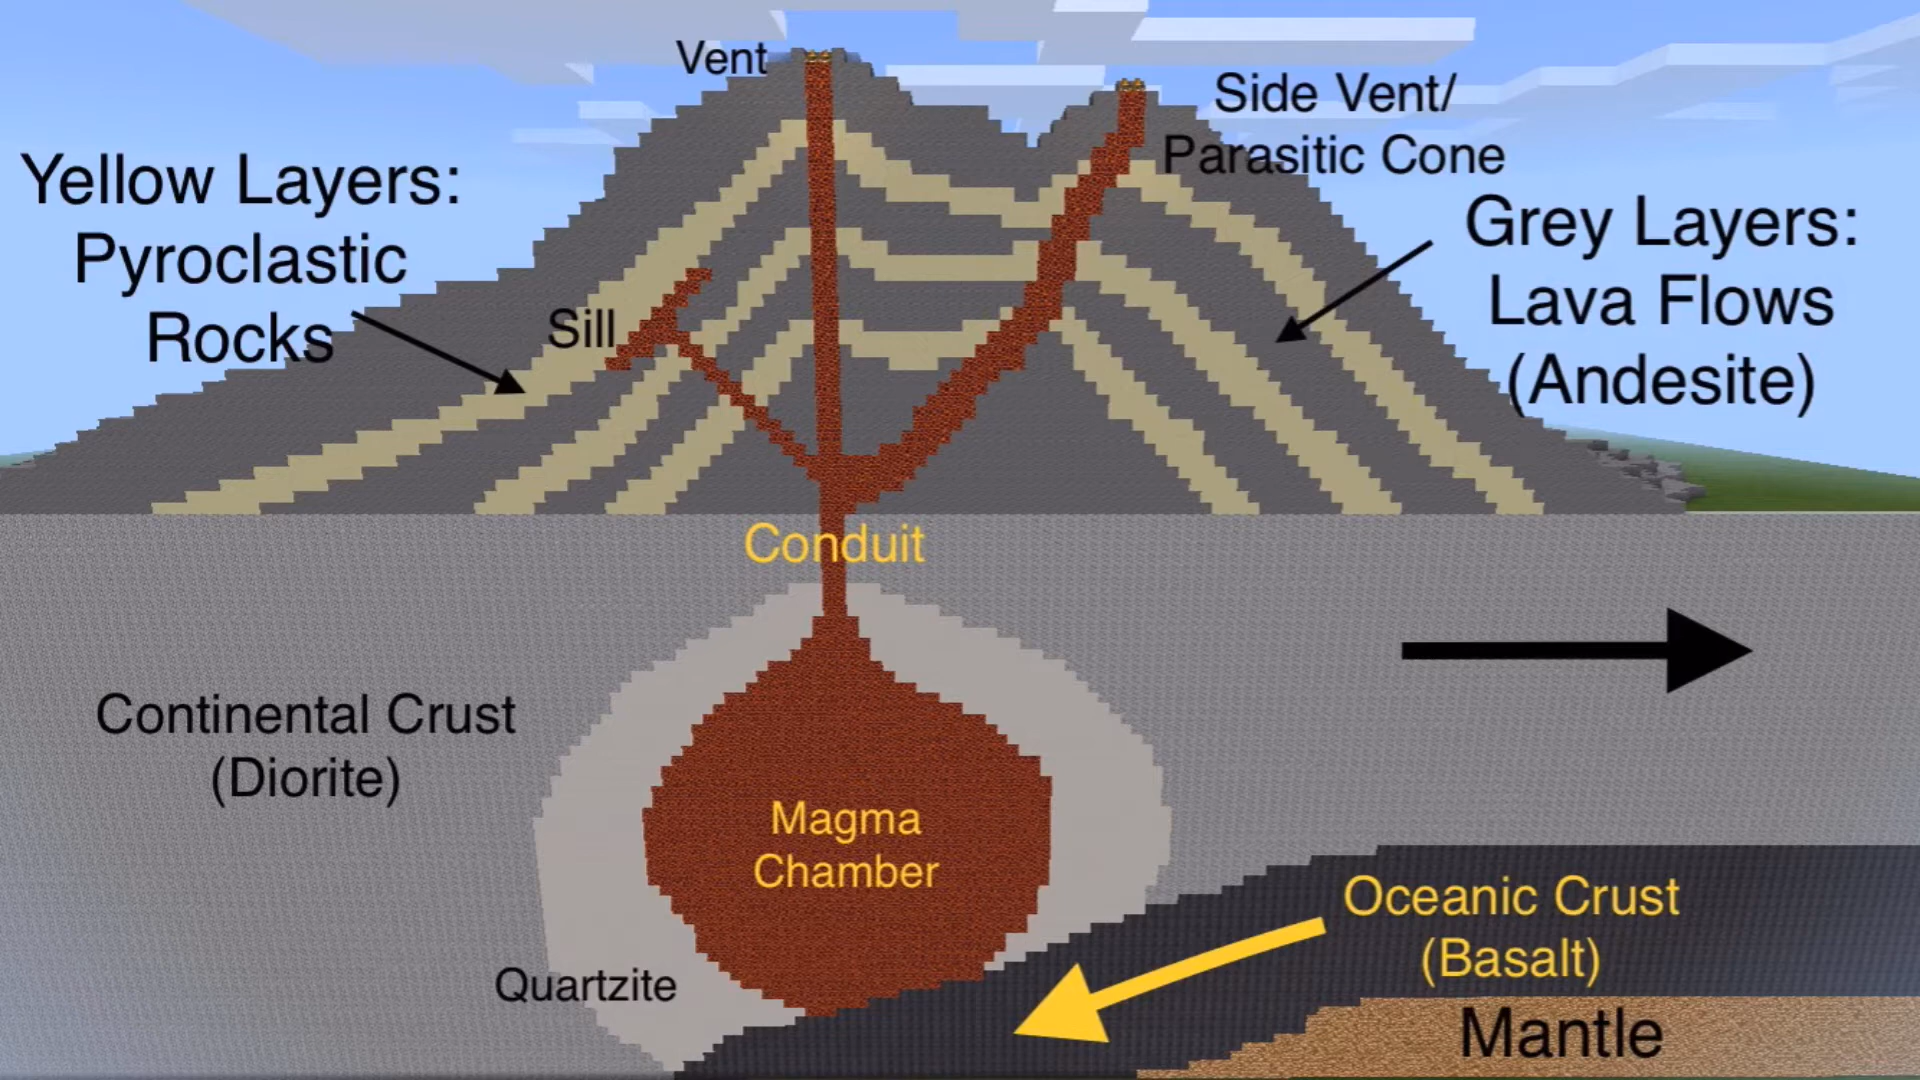 Vent
Side Vent/
Parasitic Cone
Yellow Layers:
Pyroclastic
Rocks
Grey Layers:
Lava Flows
(Andesite)
Sill
Conduit
Continental Crust
(Diorite)
Magma
Chamber
Quartzite
Oceanic Crust
(Basalt)
Mantle